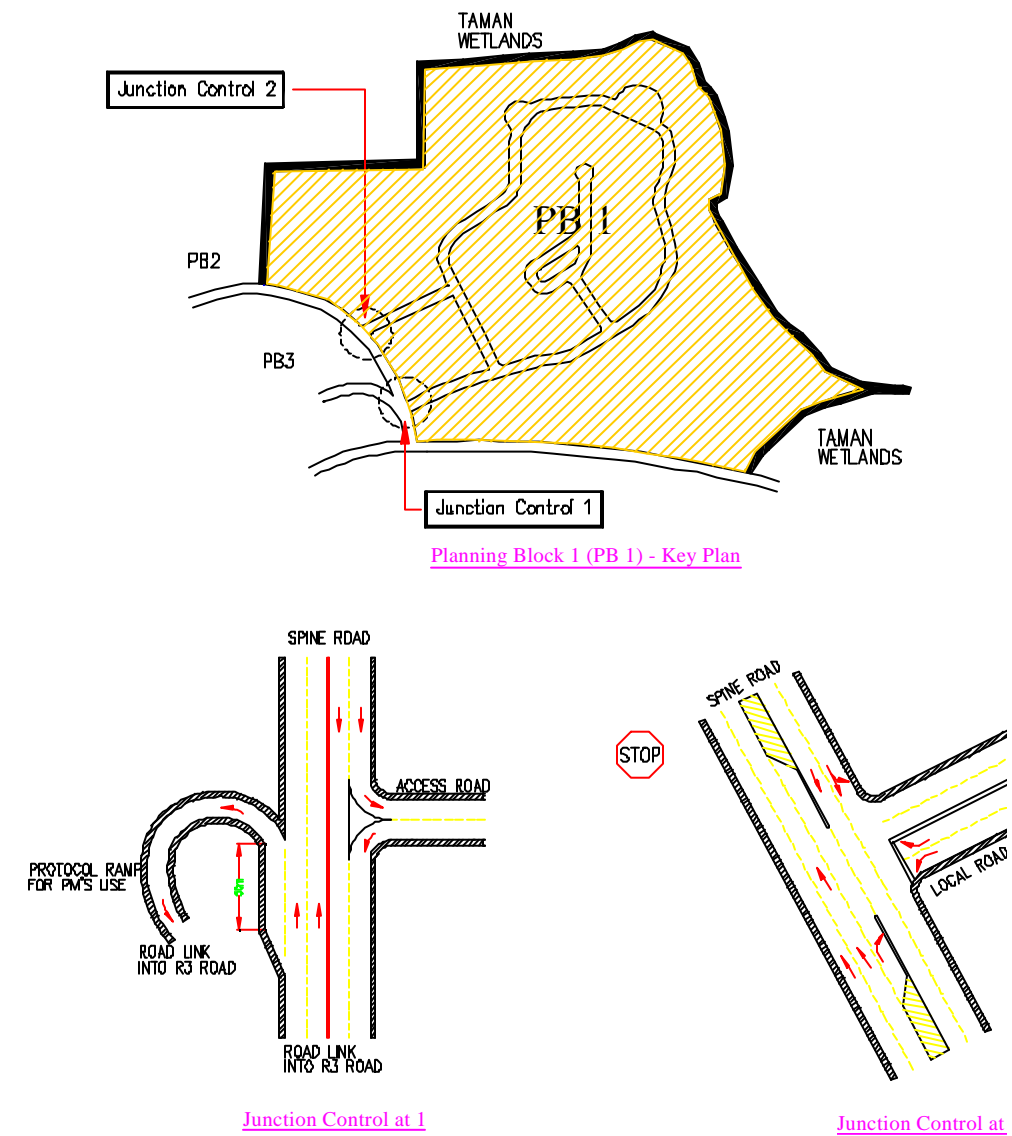 TAMAN
WETLANDS
Junction Control 2
PB 1
PB2
PB3
TAMAN
WETLANDS
Junction Control 1
Planning Block 1 (PB 1) - Key Plan
SPINE ROAD
ACCESS ROAD
PROTOCOL RAMP
FOR PM'S USE
ROAD LINK
INTO R3 ROAD
ROAD LINK
INTO R3 ROAD
Junction Control at 1
SPINE ROAD
STOP
LOCAL ROAD
Junction Control at